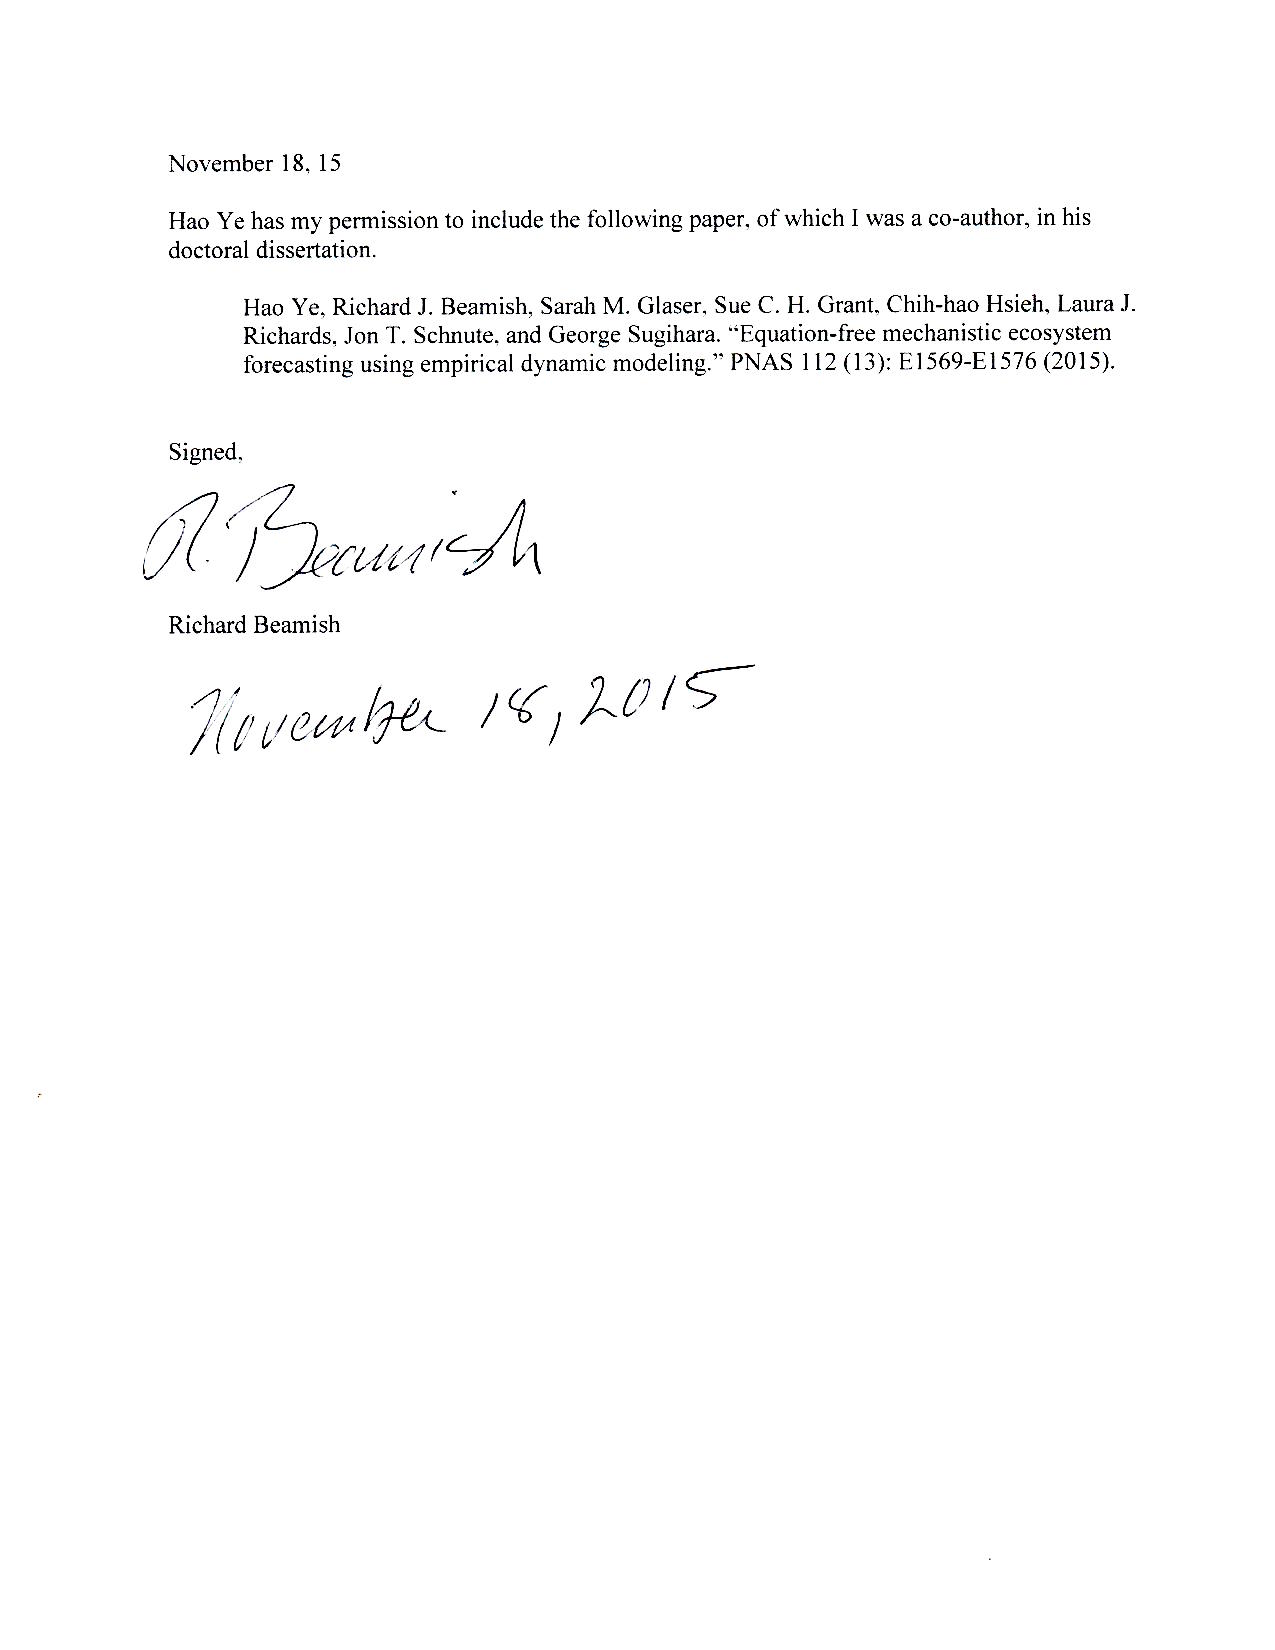 November 18, 15
Hao Ye has my permission to include the following paper, of which I was a co-author, in his
doctoral dissertation.
Hao Ye, Richard J. Beamish, Sarah M. Glaser, Sue C. H. Grant, Chih-hao Hsieh, Laura J.
Richards, Jon T. Schnute, and George Sugihara. “Equation-free mechanistic ecosystem
forecasting using empirical dynamic modeling.” PNAS 112 (13): E1569-E1576 (2015).
Signed,
R. Beamish
Richard Beamish
November 18, 2015